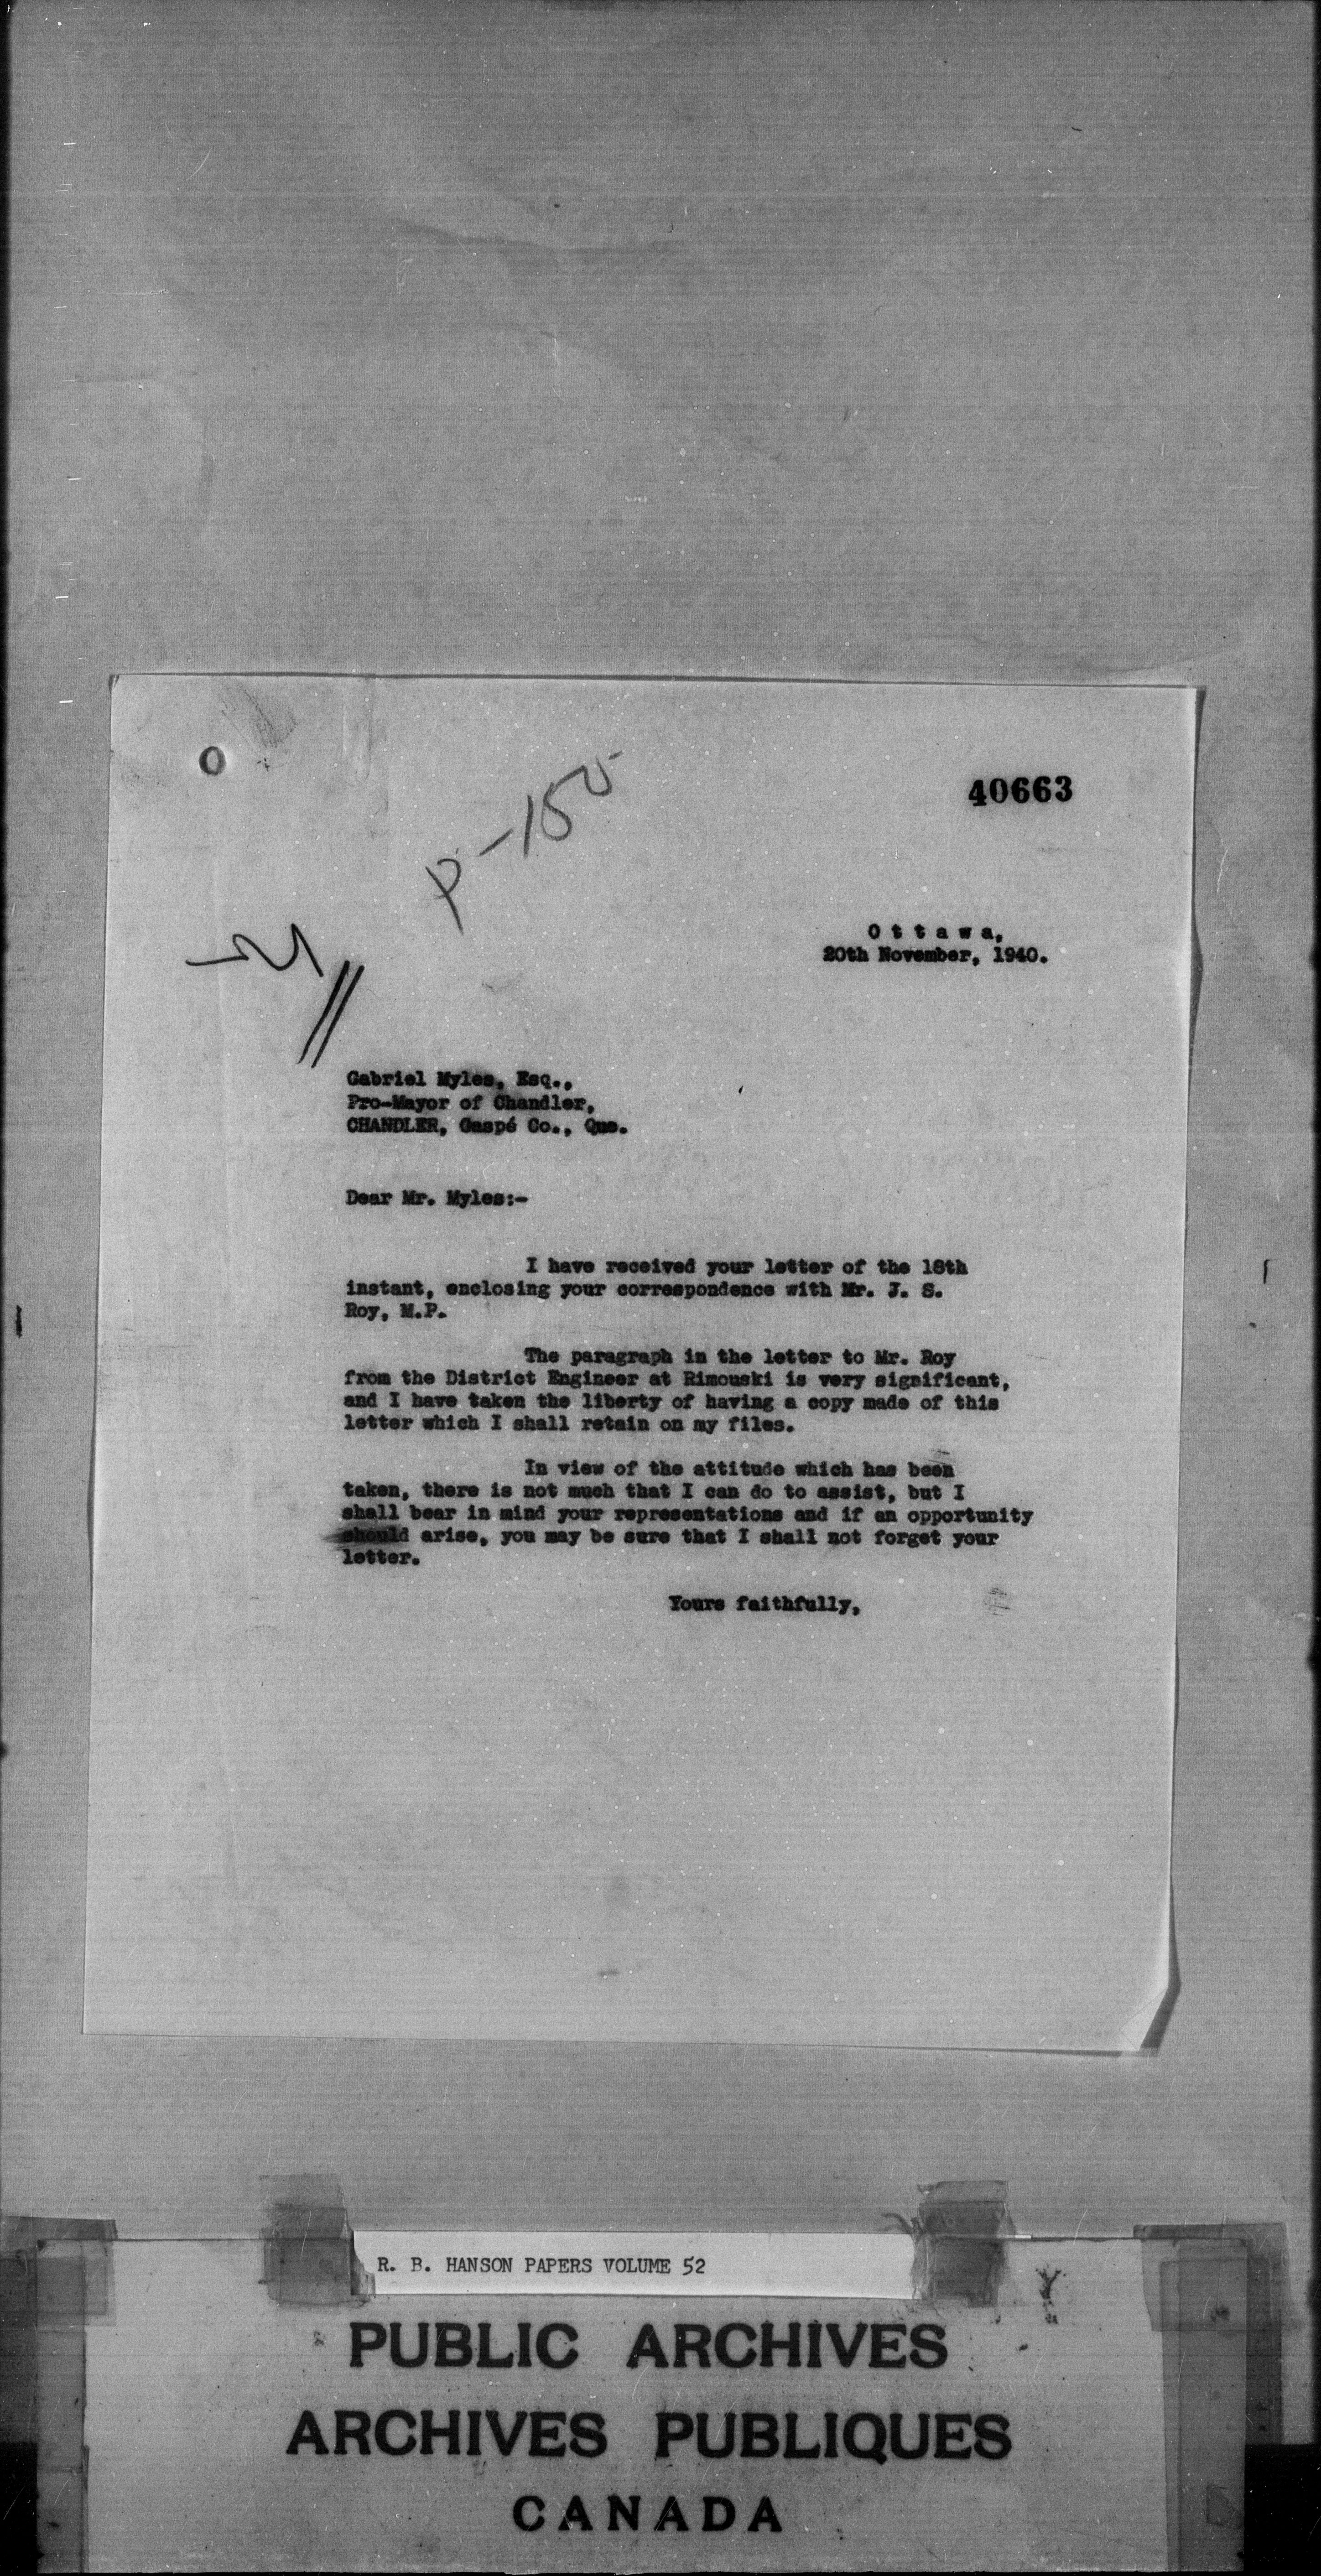 40663
P-150
Ottawa,
20th November, 1940.
Gabriel Myles, Esq.,
Pro-Mayor of Chandler,
CHANDLER, Gaspé Co., Que.
Dear Mr. Myles:-
I have received your letter of the 18th
instant, enclosing your correspondence with Mr. J. S.
Roy, M.P.
The paragraph in the letter to Mr. Roy
from the District Engineer at Rimouski is very significant,
and I have taken the liberty of having a copy made of this
letter which I shall retain on my files.
In view of the attitude which has been
taken, there is not much that I can do to assist, but I
shall bear in mind your representations and if an opportunity
should arise, you may be sure that I shall not forget your
letter.
Yours faithfully,
R. B. HANSON PAPERS VOLUME 52
PUBLIC ARCHIVES
ARCHIVES PUBLIQUES
CANADA